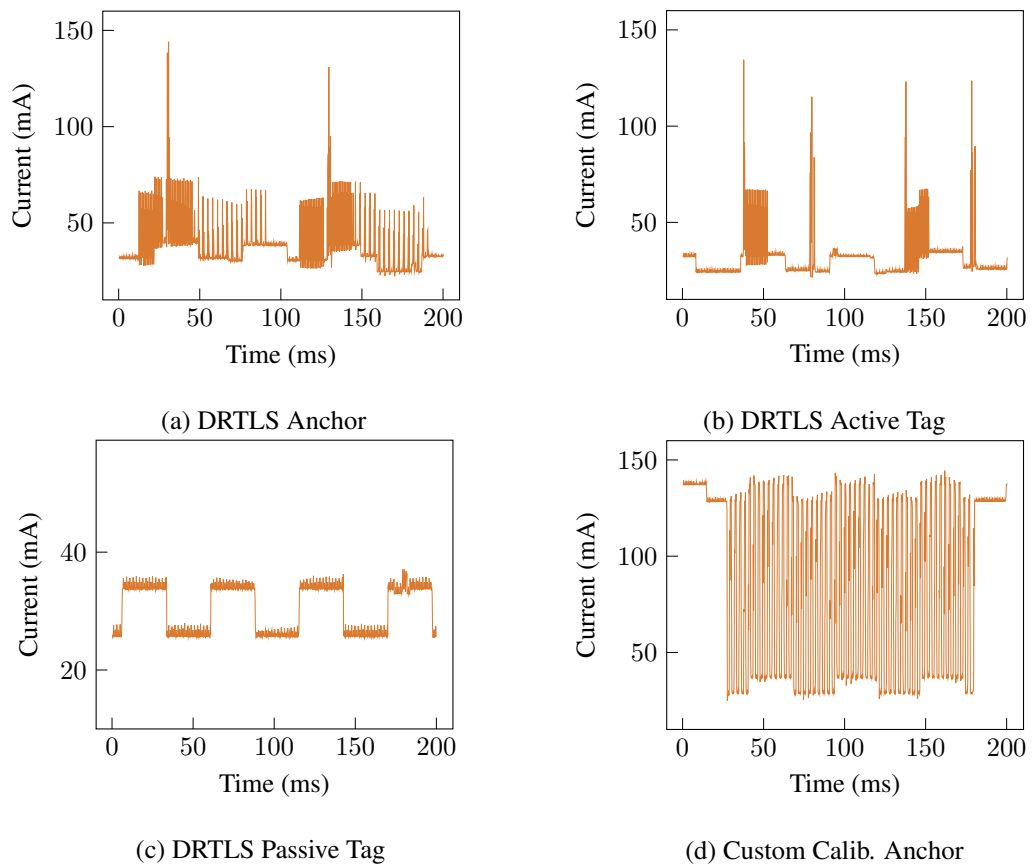 150
100
50
Current (mA)
0 50 100 150 200
Time (ms)
(a) DRTLS Anchor
150
100
50
Current (mA)
0 50 100 150 200
Time (ms)
(b) DRTLS Active Tag
40
20
Current (mA)
0 50 100 150 200
Time (ms)
(c) DRTLS Passive Tag
150
100
50
Current (mA)
0 50 100 150 200
Time (ms)
(d) Custom Calib. Anchor